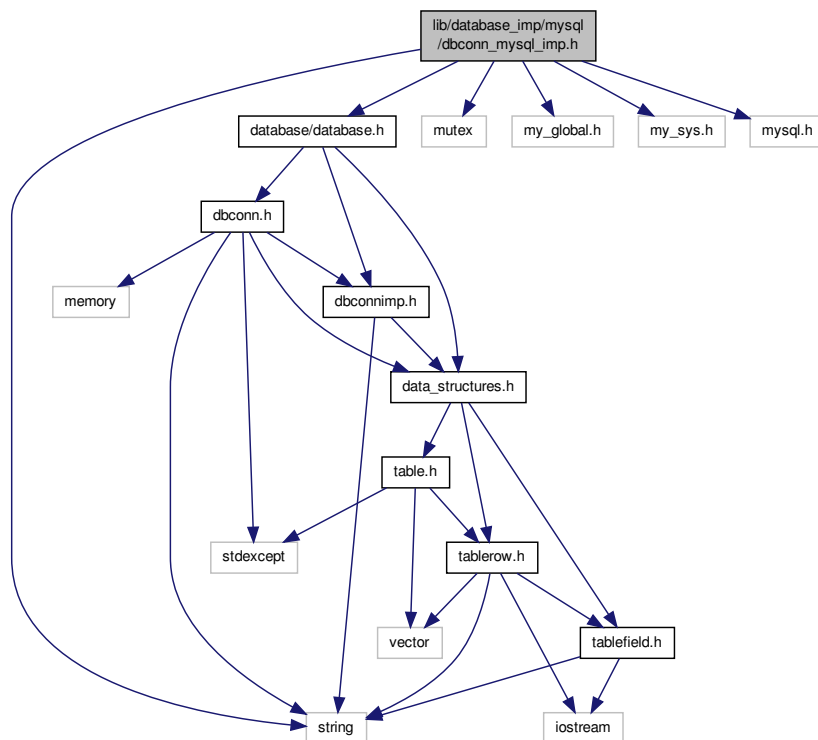 lib/database_imp/mysql
/dbconn_mysql_imp.h
database/database.h
mutex
my_global.h
my_sys.h
mysql.h
dbconn.h
memory
dbconnimp.h
data_structures.h
table.h
stdexcept
tablerow.h
vector
tablefield.h
string
iostream